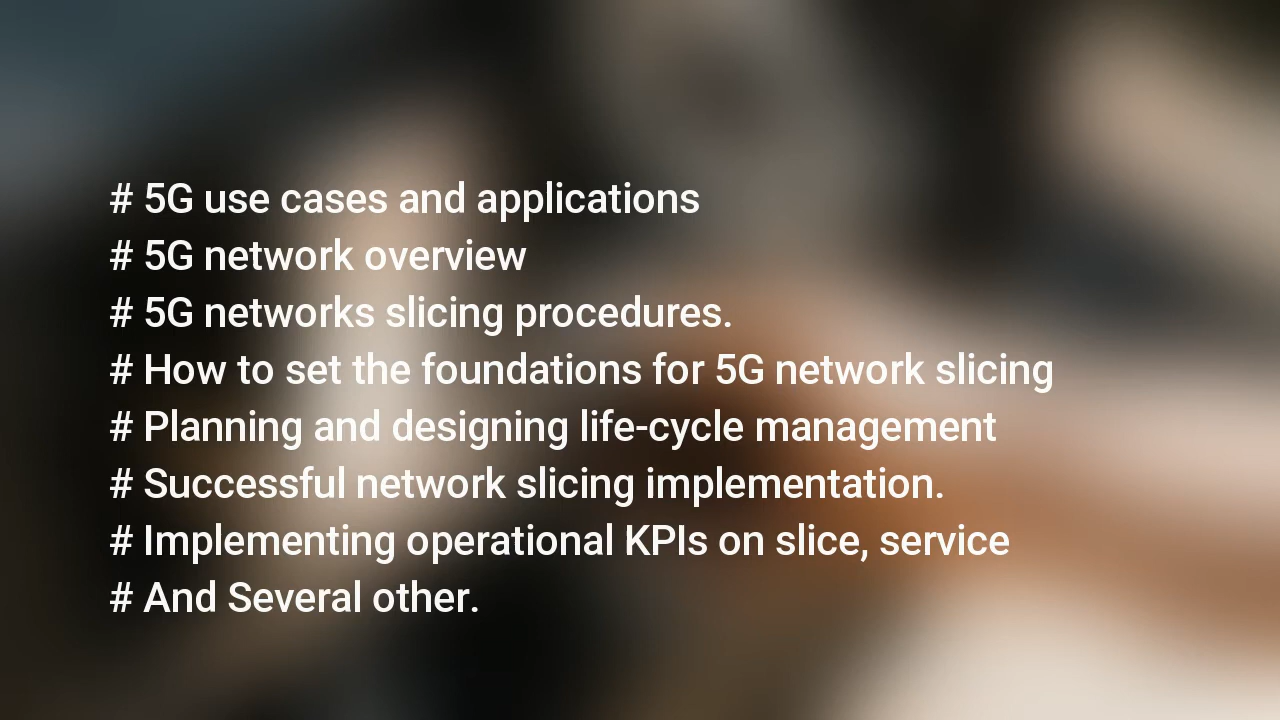 # 5G use cases and applications
# 5G network overview
# 5G networks slicing procedures.
# How to set the foundations for 5G network slicing
# Planning and designing life-cycle management
# Successful network slicing implementation.
# Implementing operational KPIs on slice, service
# And Several other.